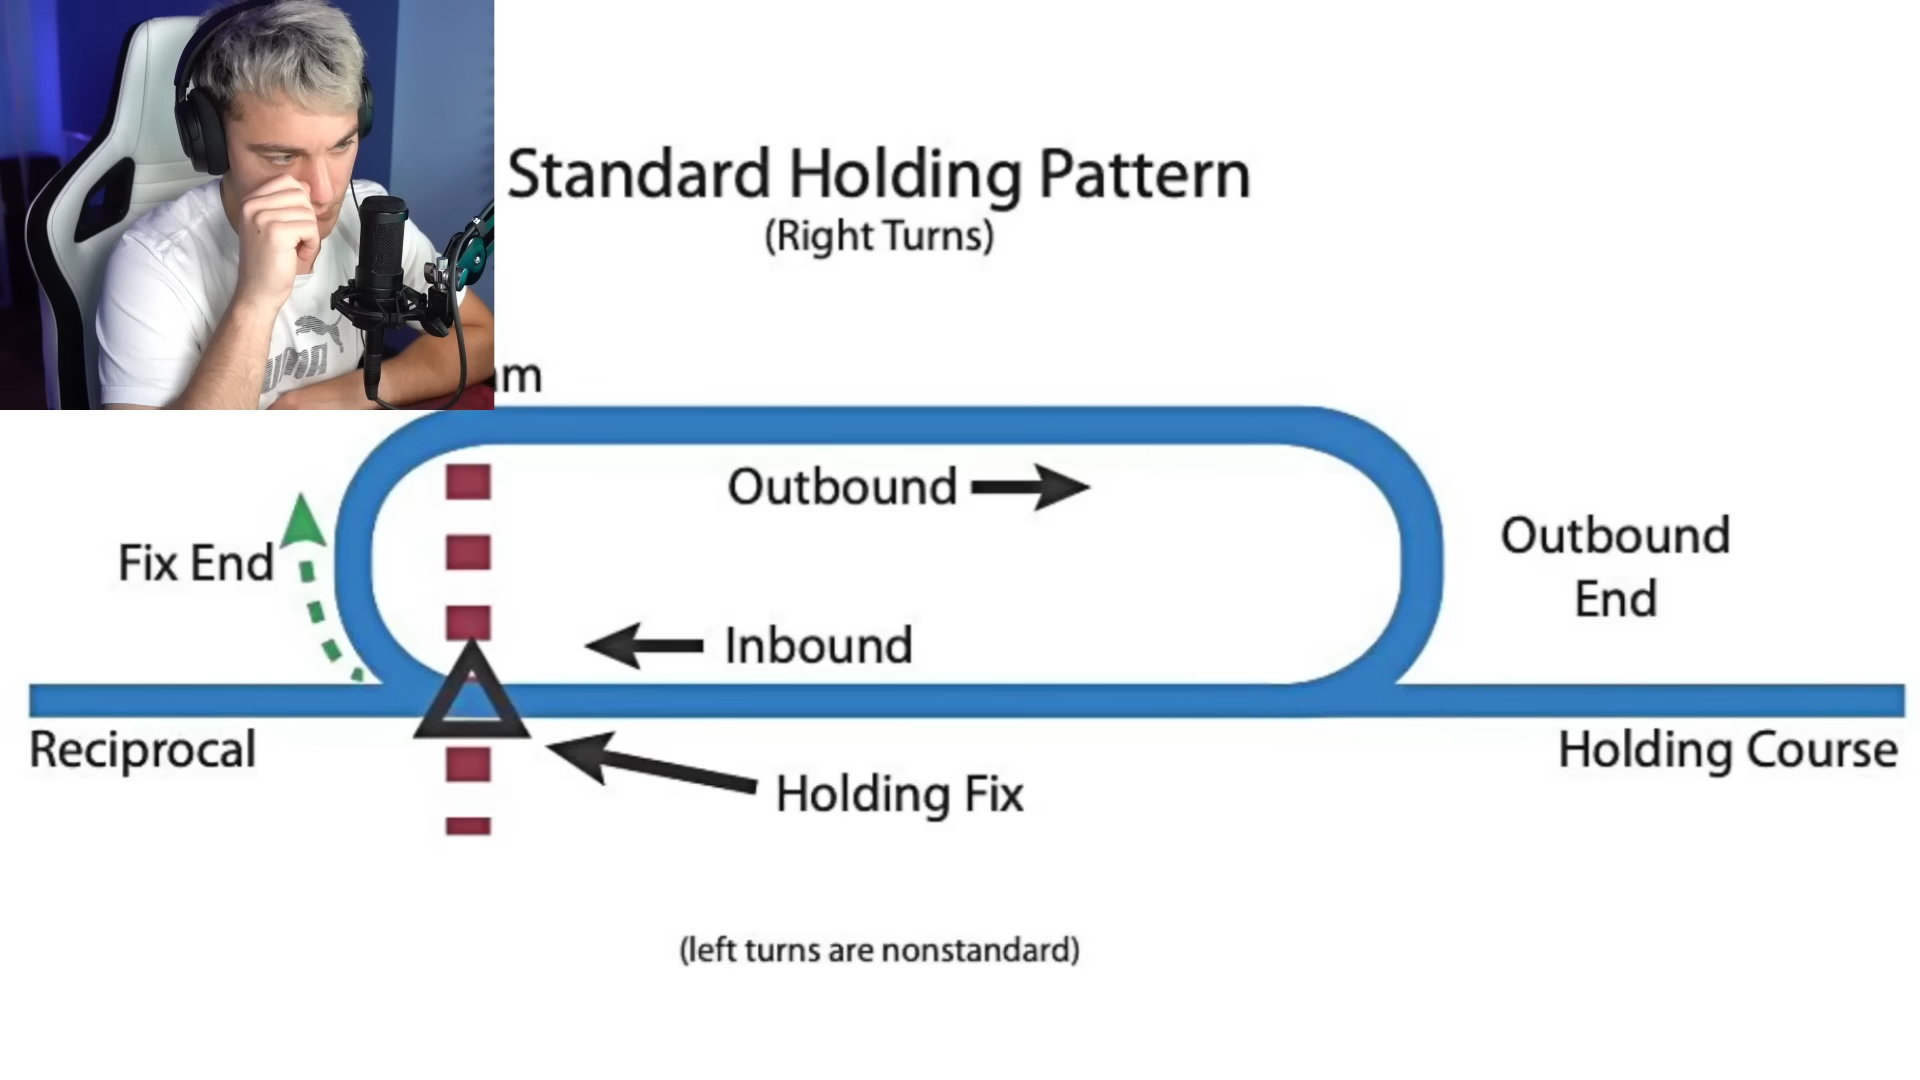 Standard Holding Pattern
(Right Turns)
Outbound
Fix End
Outbound
End
Inbound
Reciprocal
Holding Course
Holding Fix
(left turns are nonstandard)